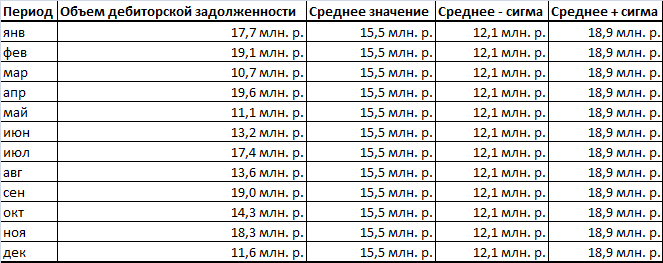 Период Объем дебиторской задолженности Среднее значение Среднее - сигма Среднее + сигма
янв 17,7 млн. р. 15,5 млн. р. 12,1 млн. р. 18,9 млн. р.
фев 19,1 млн. р. 15,5 млн. р. 12,1 млн. р. 18,9 млн. р.
мар 10,7 млн. р. 15,5 млн. р. 12,1 млн. р. 18,9 млн. р.
апр 19,6 млн. р. 15,5 млн. р. 12,1 млн. р. 18,9 млн. р.
май 11,1 млн. р. 15,5 млн. р. 12,1 млн. р. 18,9 млн. р.
июн 13,2 млн. р. 15,5 млн. р. 12,1 млн. р. 18,9 млн. р.
июл 17,4 млн. р. 15,5 млн. р. 12,1 млн. р. 18,9 млн. р.
авг 13,6 млн. р. 15,5 млн. р. 12,1 млн. р. 18,9 млн. р.
сен 19,0 млн. р. 15,5 млн. р. 12,1 млн. р. 18,9 млн. р.
окт 14,3 млн. р. 15,5 млн. р. 12,1 млн. р. 18,9 млн. р.
ноя 18,3 млн. р. 15,5 млн. р. 12,1 млн. р. 18,9 млн. р.
дек 11,6 млн. р. 15,5 млн. р. 12,1 млн. р. 18,9 млн. р.